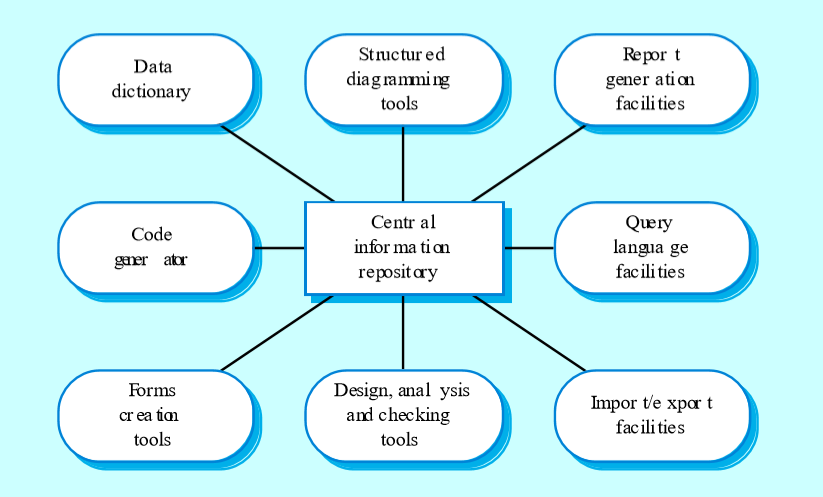 Data
dictionary
Structured
diagramming
tools
Report
generation
facilities
Code
generator
Central
information
repository
Query
language
facilities
Forms
creation
tools
Design, analysis
and checking
tools
Import/export
facilities